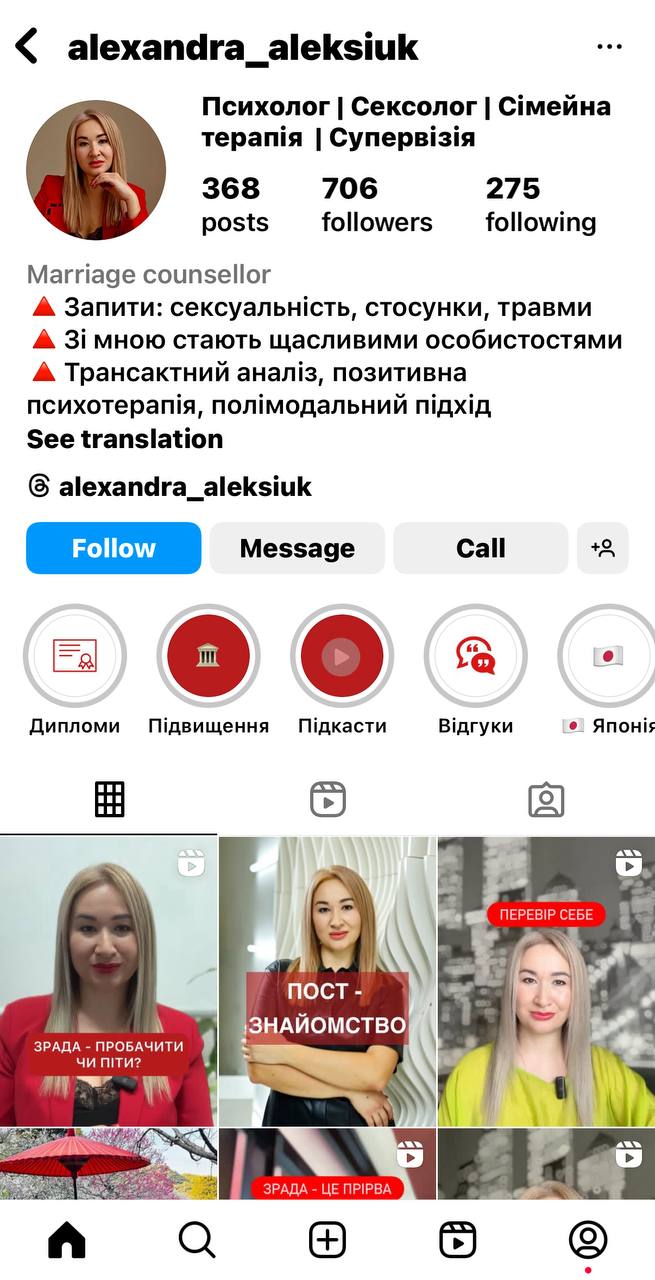 alexandra_aleksiuk
Психолог | Сексолог | Сімейна
терапія | Супервізія
368
706
275
posts
followers
following
Marriage counsellor
🔺 Запити: сексуальність, стосунки, травми
🔺 Зі мною стають щасливими особистостями
🔺 Трансактний аналіз, позитивна
психотерапія, полімодальний підхід
See translation
alexandra_aleksiuk
Follow
Message
Call
Дипломи
Підвищення
Підкасти
Відгуки
🇯🇵 Японія
ЗРАДА - ПРОБАЧИТИ
ЧИ ПІТИ?
ПОСТ -
ЗНАЙОМСТВО
ПЕРЕВІР СЕБЕ
ЗРАДА - ЦЕ ПРІРВА